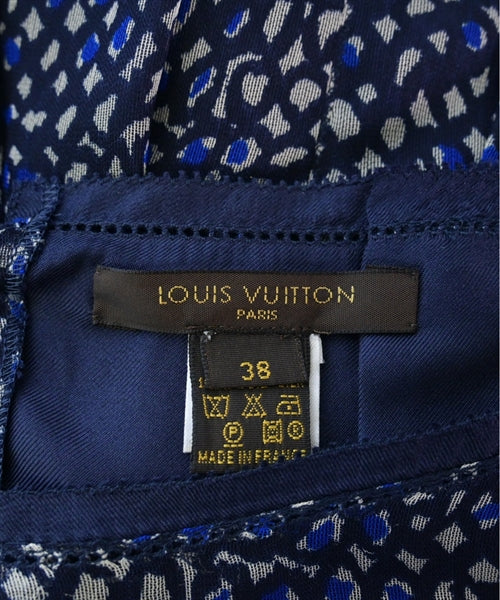 LOUIS VUITTON
PARIS
38
P R
MADE IN FRANCE